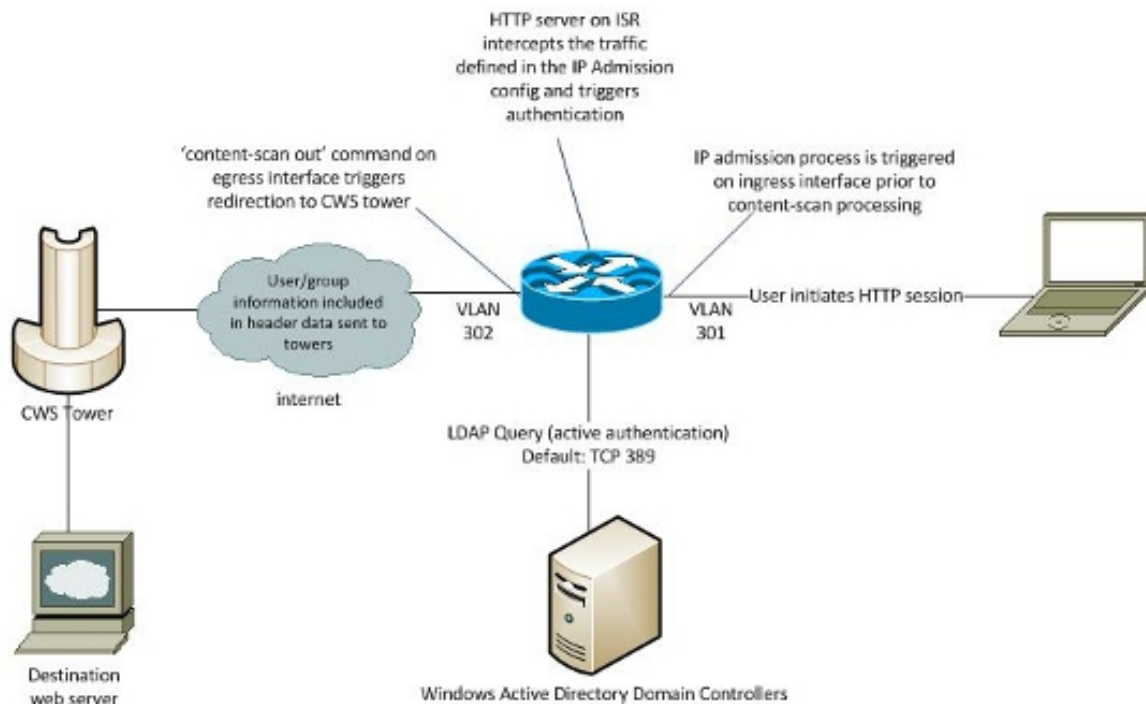 HTTP server on ISR
intercepts the traffic
defined in the IP Admission
config and triggers
authentication
‘content-scan out’ command on
egress interface triggers
redirection to CWS tower
IP admission process is triggered
on ingress interface prior to
content-scan processing
User/group
information included
in header data sent to
towers
VLAN
302
VLAN
301
User initiates HTTP session
internet
CWS Tower
LDAP Query (active authentication)
Default: TCP 389
Destination
web server
Windows Active Directory Domain Controllers